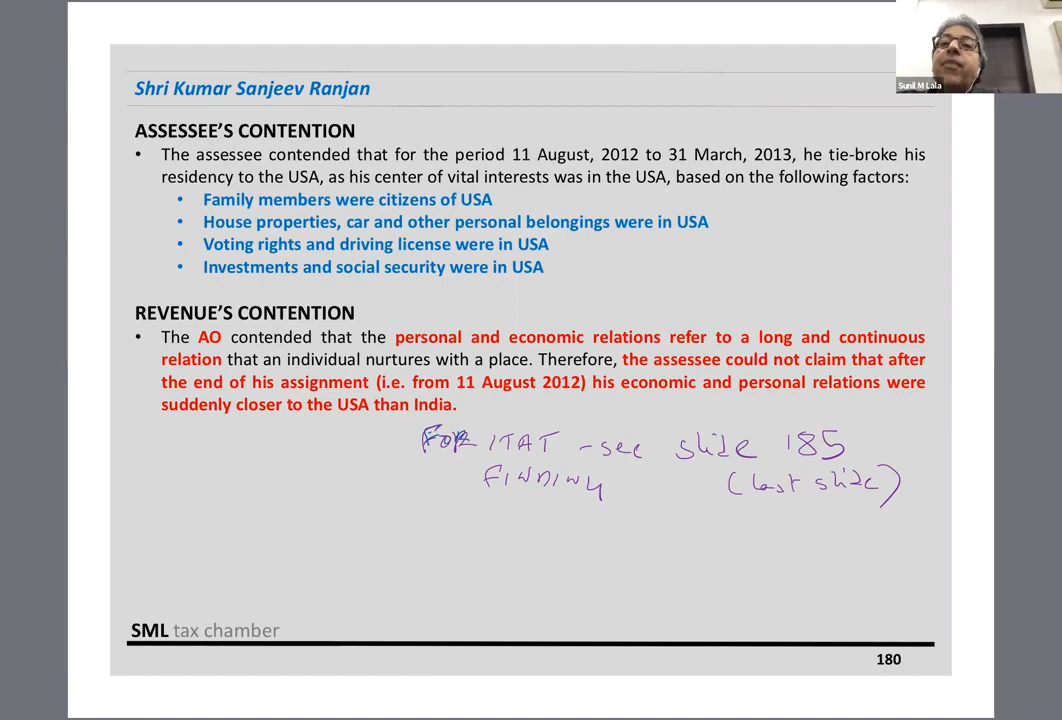 Sunil M Lala
Shri Kumar Sanjeev Ranjan
ASSESSEE'S CONTENTION
• The assessee contended that for the period 11 August, 2012 to 31 March, 2013, he tie-broke his
residency to the USA, as his center of vital interests was in the USA, based on the following factors:
• Family members were citizens of USA
• House properties, car and other personal belongings were in USA
• Voting rights and driving license were in USA
• Investments and social security were in USA
REVENUE'S CONTENTION
• The AO contended that the personal and economic relations refer to a long and continuous
relation that an individual nurtures with a place. Therefore, the assessee could not claim that after
the end of his assignment (i.e. from 11 August 2012) his economic and personal relations were
suddenly closer to the USA than India.
FOR ITAT - see slide 185
FINDING (last slide)
SML tax chamber
180